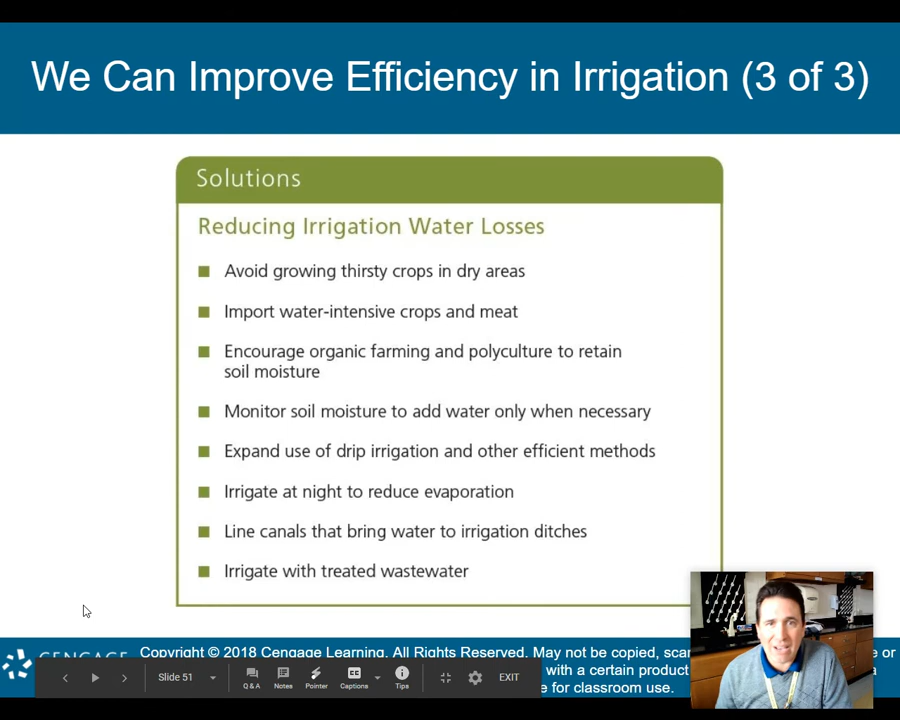 We Can Improve Efficiency in Irrigation (3 of 3)
Solutions
Reducing Irrigation Water Losses
Avoid growing thirsty crops in dry areas
Import water-intensive crops and meat
Encourage organic farming and polyculture to retain
soil moisture
Monitor soil moisture to add water only when necessary
Expand use of drip irrigation and other efficient methods
Irrigate at night to reduce evaporation
Line canals that bring water to irrigation ditches
Irrigate with treated wastewater
CENGAGE
Copyright © 2018 Cengage Learning. All Rights Reserved. May not be copied, or
with a certain product a
for classroom use.
Slide 51
Q & A
Notes
Pointer
CC
Captions
Tips
EXIT